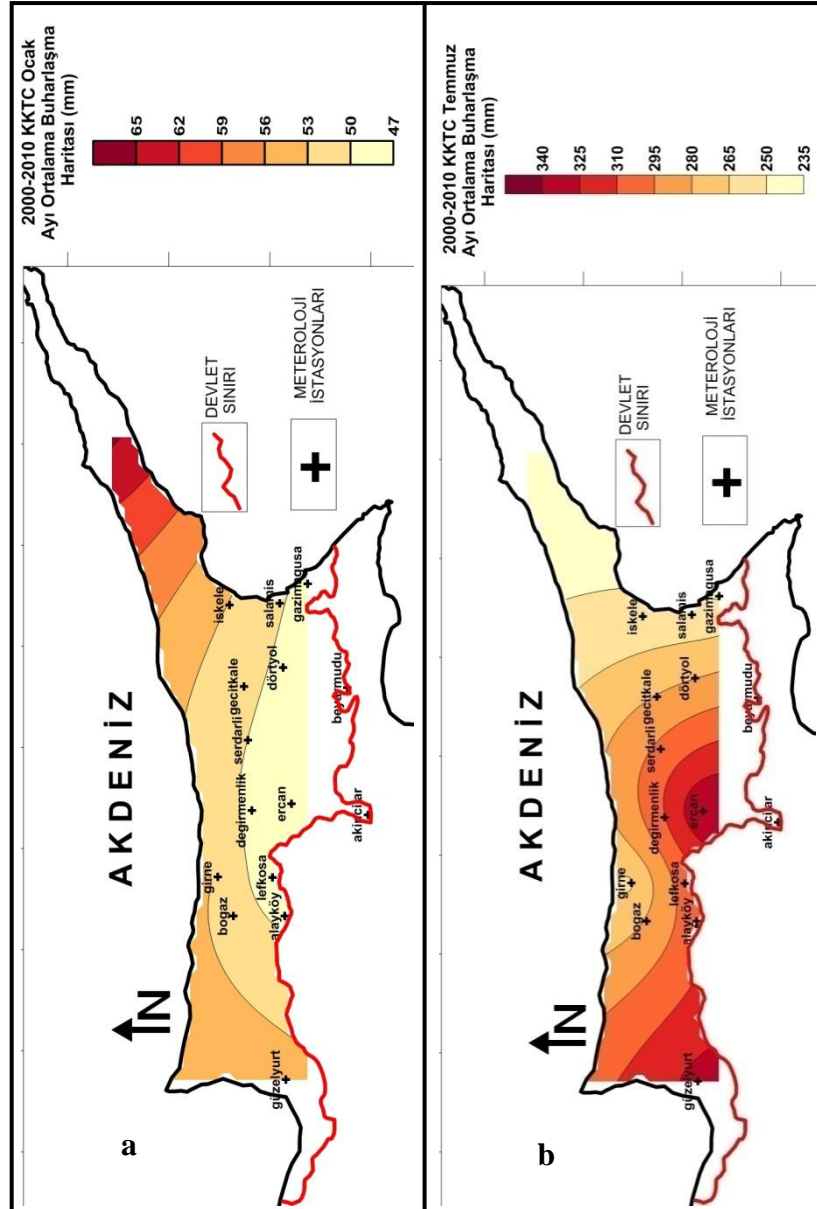 2000-2010 KKTC Ocak
Ayı Ortalama Buharlaşma
Haritası (mm)
65
62
59
56
53
50
47
AKDENİZ
N
DEVLET
SINIRI
METEROLOJİ
İSTASYONLARI
güzelyurt
bogaz
girne
alayköy
lefkosa
degirmenlik
ercan
akincilar
serdarli
gecitkale
dörtyol
beyarmudu
iskele
salamis
gazimagusa
a
2000-2010 KKTC Temmuz
Ayı Ortalama Buharlaşma
Haritası (mm)
340
325
310
295
280
265
250
235
AKDENİZ
N
DEVLET
SINIRI
METEROLOJİ
İSTASYONLARI
güzelyurt
bogaz
girne
alayköy
lefkosa
degirmenlik
ercan
akincilar
serdarli
gecitkale
dörtyol
beyarmudu
iskele
salamis
gazimagusa
b